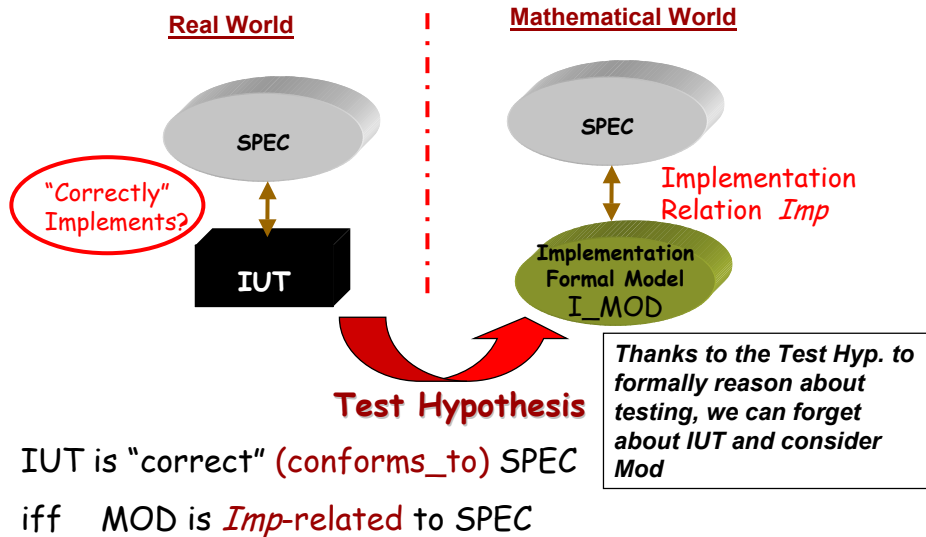 Real World
Mathematical World
SPEC
SPEC
“Correctly”
Implements?
Implementation
Relation Imp
IUT
Implementation
Formal Model
I_MOD
Test Hypothesis
Thanks to the Test Hyp. to
formally reason about
testing, we can forget
about IUT and consider
Mod
IUT is “correct” (conforms_to) SPEC
iff MOD is Imp-related to SPEC